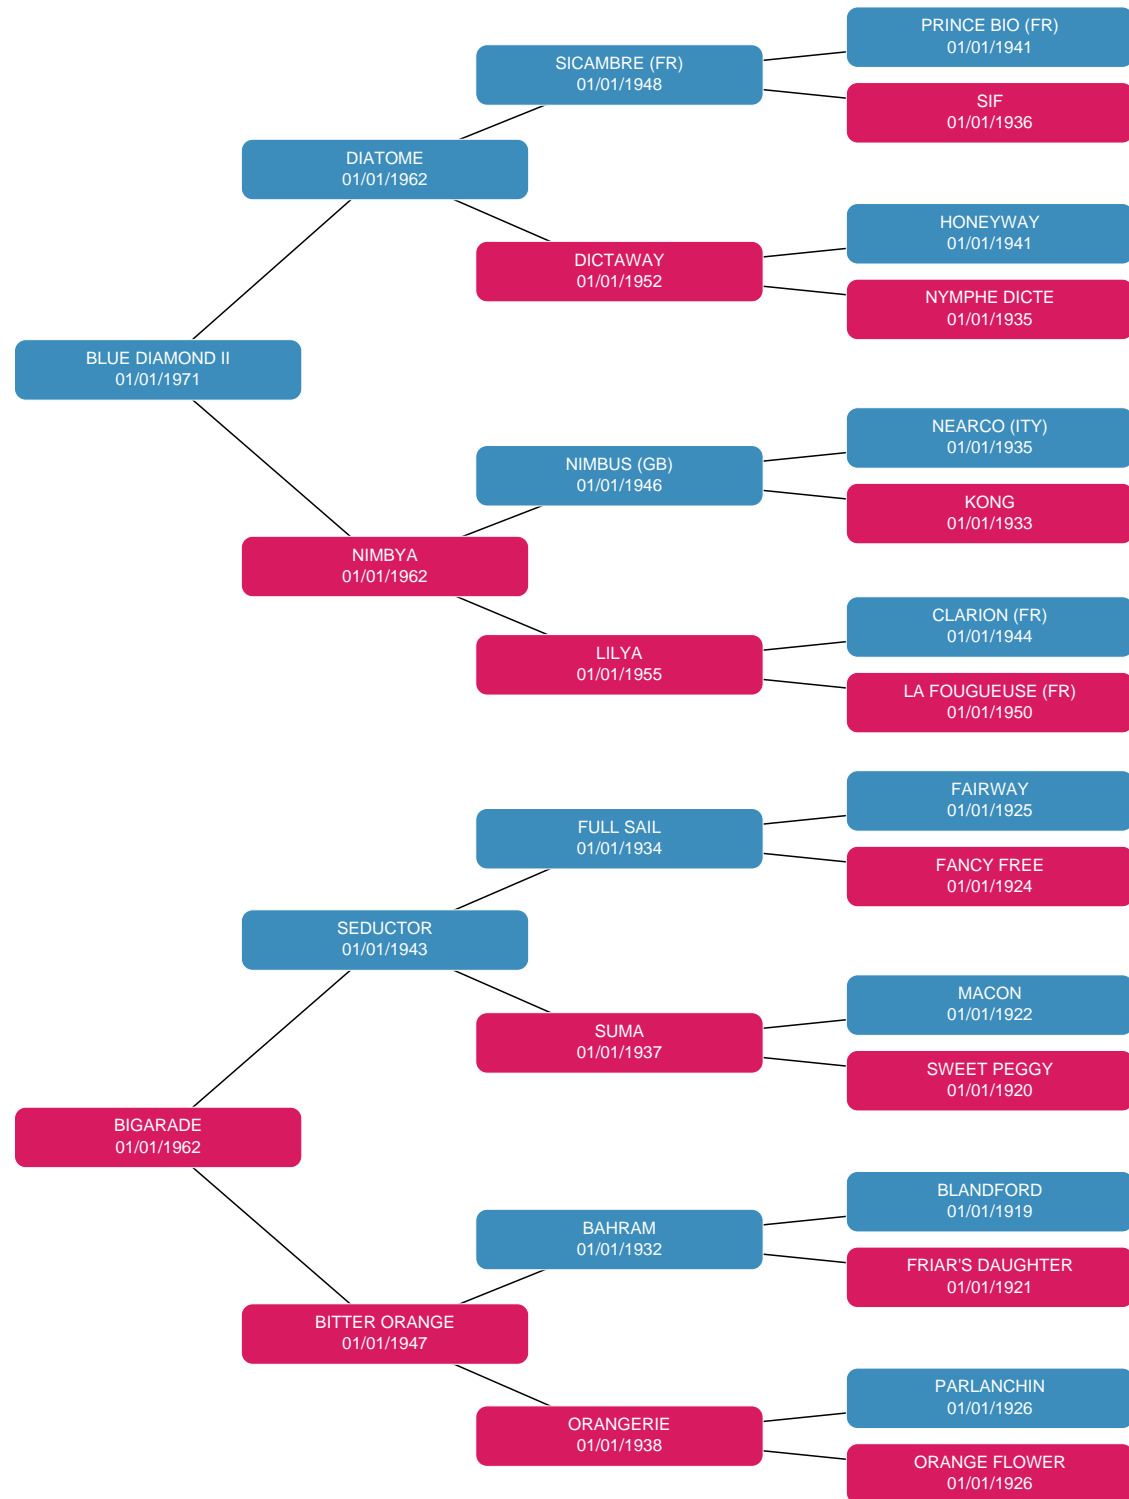 PRINCE BIO (FR)
01/01/1941
SICAMBRE (FR)
01/01/1948
SIF
01/01/1936
DIATOME
01/01/1962
HONEYWAY
01/01/1941
DICTAWAY
01/01/1952
NYMPHE DICTE
01/01/1935
BLUE DIAMOND II
01/01/1971
NEARCO (ITY)
01/01/1935
NIMBUS (GB)
01/01/1946
KONG
01/01/1933
NIMBYA
01/01/1962
CLARION (FR)
01/01/1944
LILYA
01/01/1955
LA FOUGUEUSE (FR)
01/01/1950
FAIRWAY
01/01/1925
FULL SAIL
01/01/1934
FANCY FREE
01/01/1924
SEDUCTOR
01/01/1943
MACON
01/01/1922
SUMA
01/01/1937
SWEET PEGGY
01/01/1920
BIGARADE
01/01/1962
BLANDFORD
01/01/1919
BAHRAM
01/01/1932
FRIAR'S DAUGHTER
01/01/1921
BITTER ORANGE
01/01/1947
PARLANCHIN
01/01/1926
ORANGERIE
01/01/1938
ORANGE FLOWER
01/01/1926